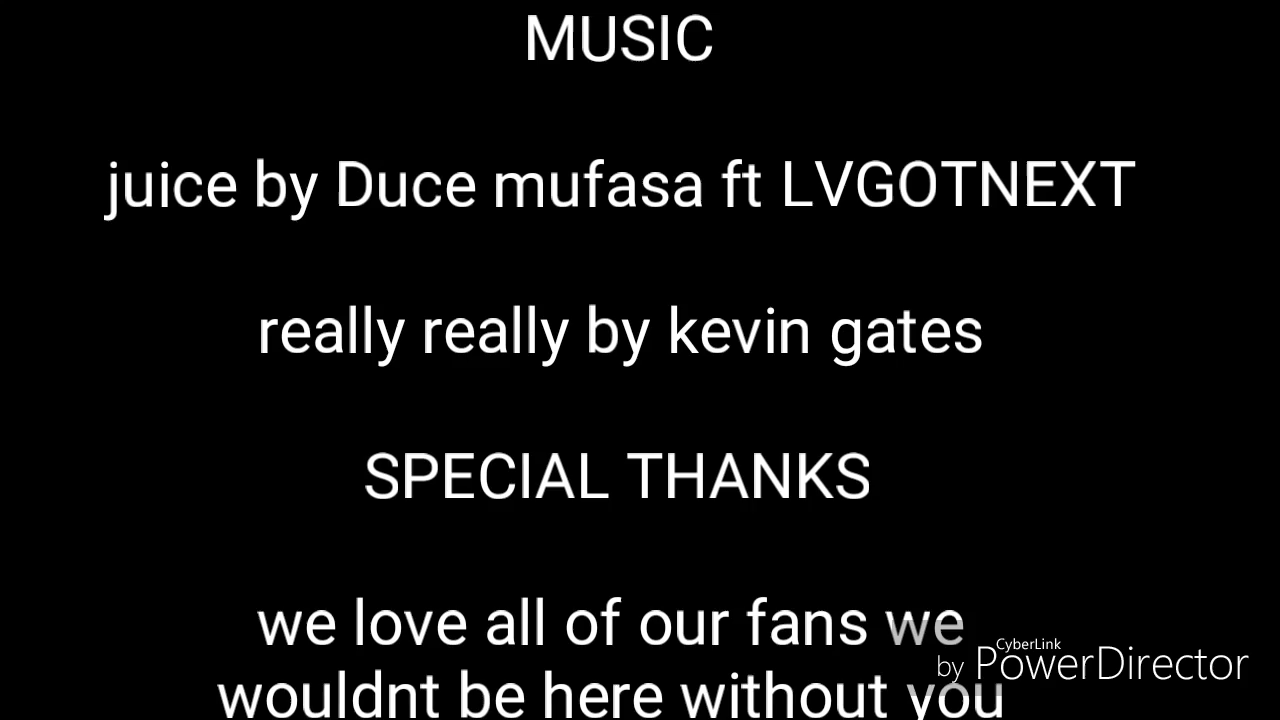 MUSIC
juice by Duce mufasa ft LVGOTNEXT
really really by kevin gates
SPECIAL THANKS
we love all of our fans we
wouldnt be here without you
CyberLink
by PowerDirector